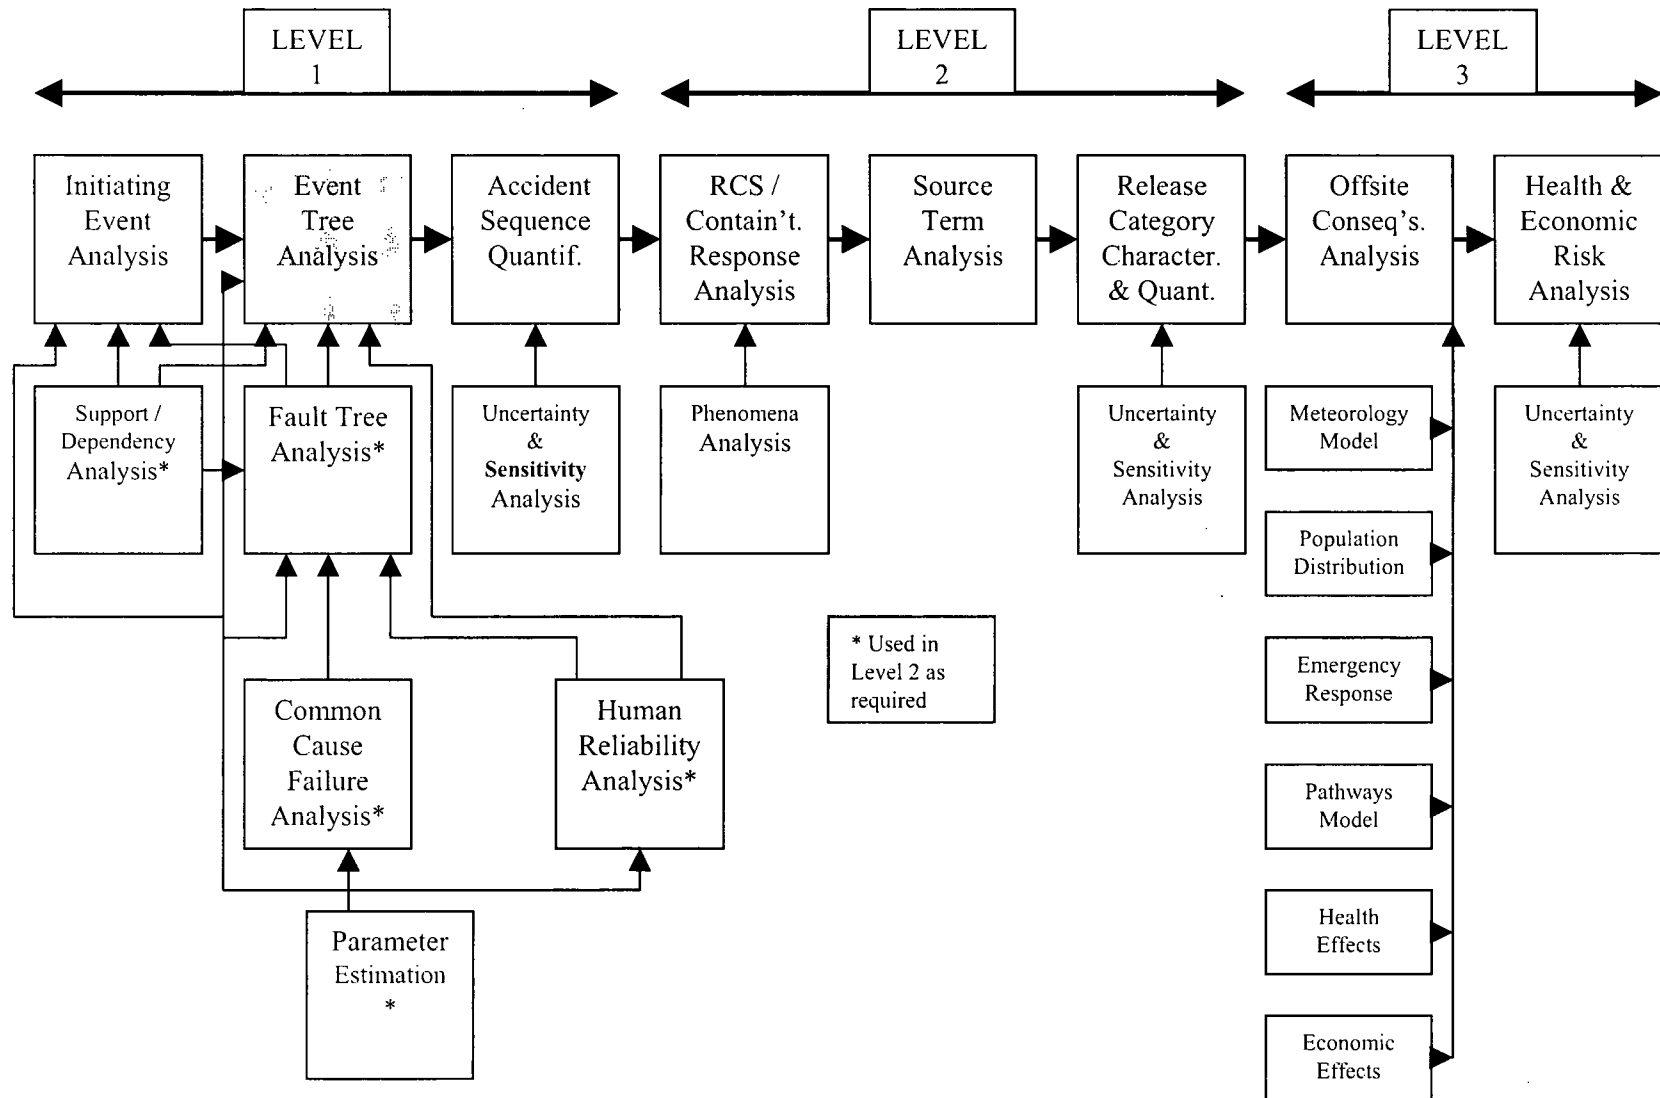 LEVEL
1
LEVEL
2
LEVEL
3
Initiating
Event
Analysis
Event
Tree
Analysis
Accident
Sequence
Quantif.
RCS /
Contain't.
Response
Analysis
Source
Term
Analysis
Release
Category
Character.
& Quant.
Offsite
Conseq's.
Analysis
Health &
Economic
Risk
Analysis
Support /
Dependency
Analysis*
Fault Tree
Analysis*
Uncertainty
&
Sensitivity
Analysis
Phenomena
Analysis
Uncertainty
&
Sensitivity
Analysis
Meteorology
Model
Uncertainty
&
Sensitivity
Analysis
Population
Distribution
* Used in
Level 2 as
required
Emergency
Response
Common
Cause
Failure
Analysis*
Human
Reliability
Analysis*
Pathways
Model
Parameter
Estimation
*
Health
Effects
Economic
Effects